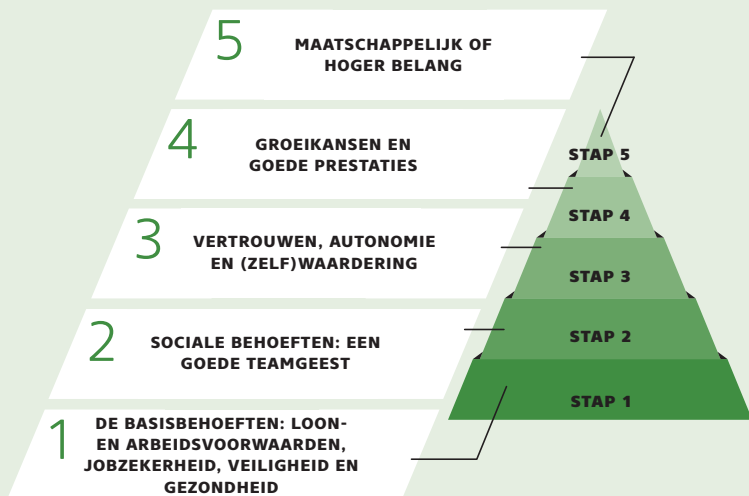 5
MAATSCHAPPELIJK OF
HOGER BELANG
4
GROEIKANSEN EN
GOEDE PRESTATIES
3
VERTROUWEN, AUTONOMIE
EN (ZELF)WAARDERING
2
SOCIALE BEHOEFTEN: EEN
GOEDE TEAMGEEST
1
DE BASISBEHOEFTEN: LOON-
EN ARBEIDSVOORWAARDEN,
JOBZEKERHEID, VEILIGHEID EN
GEZONDHEID
STAP 5
STAP 4
STAP 3
STAP 2
STAP 1